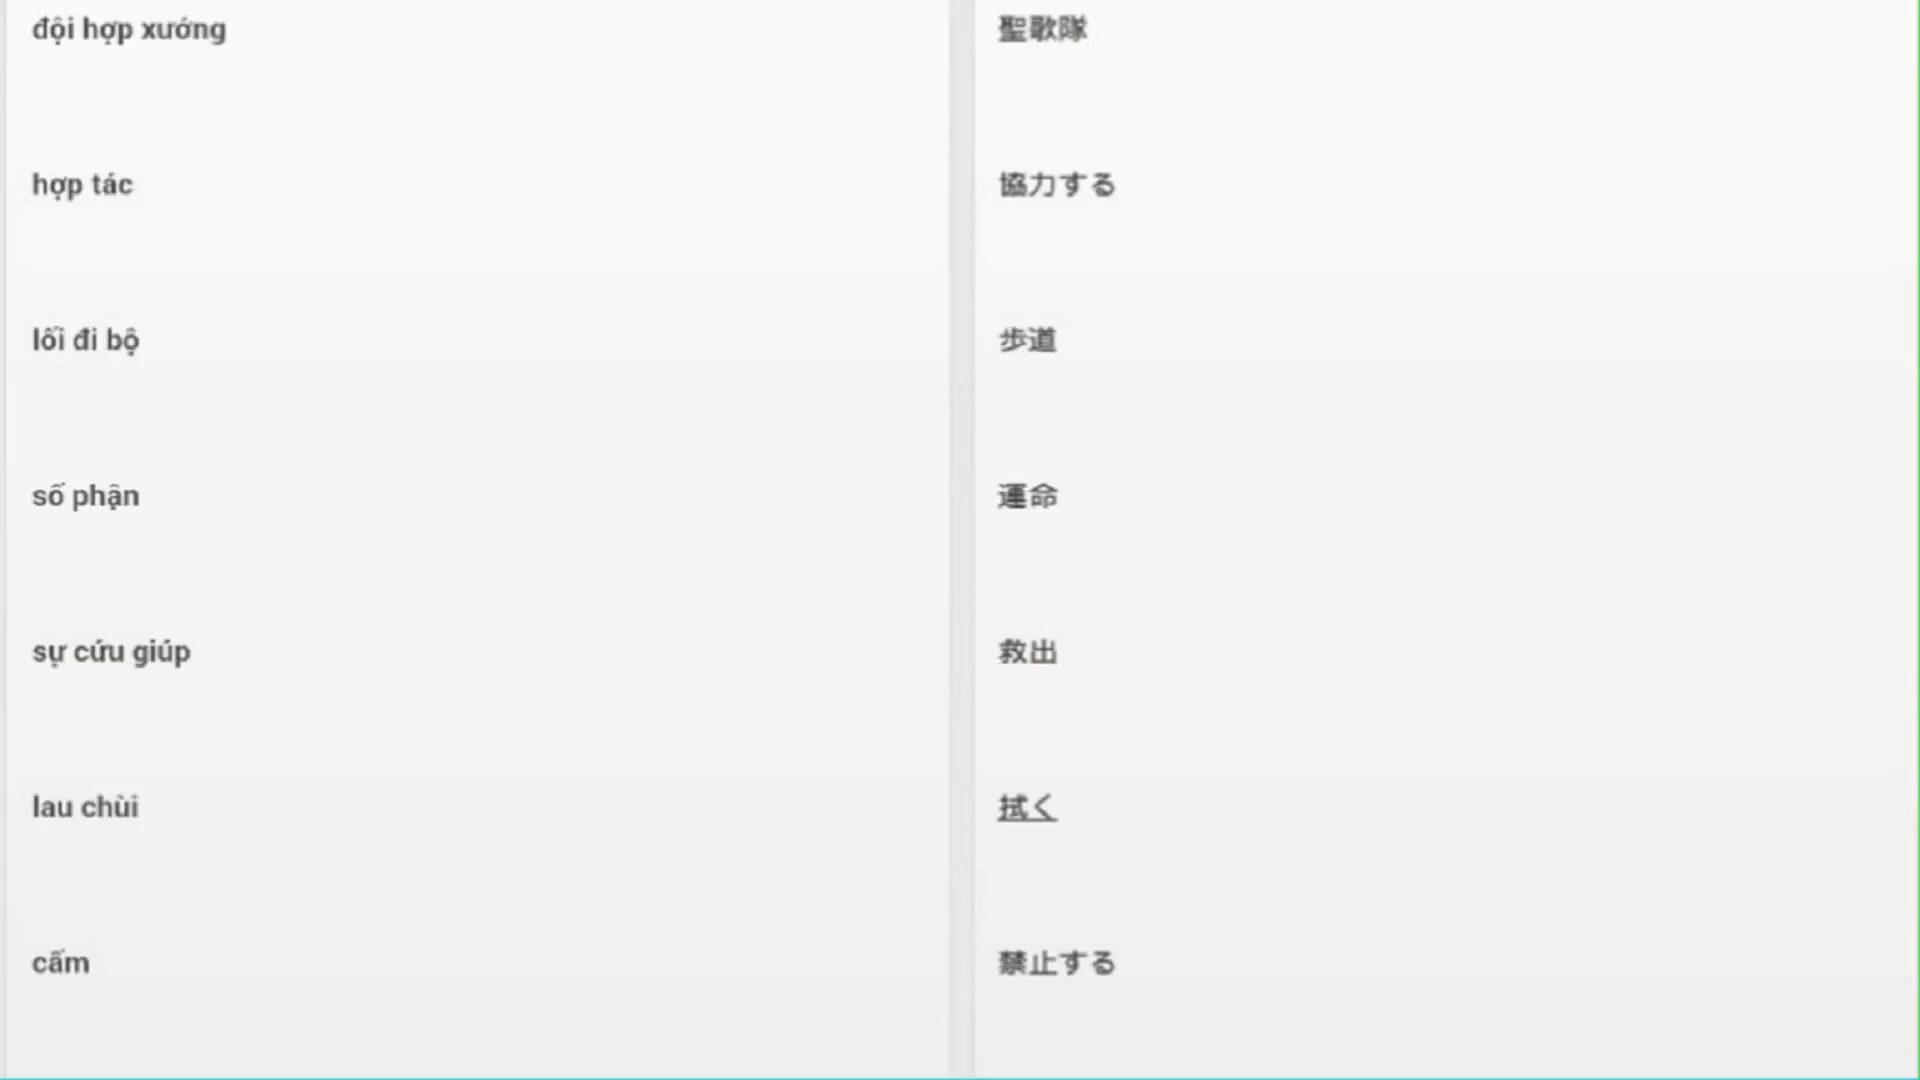 đội hợp xướng 聖歌隊
hợp tác 協力する
lối đi bộ 歩道
số phận 運命
sự cứu giúp 救出
lau chùi 拭く
cấm 禁止する